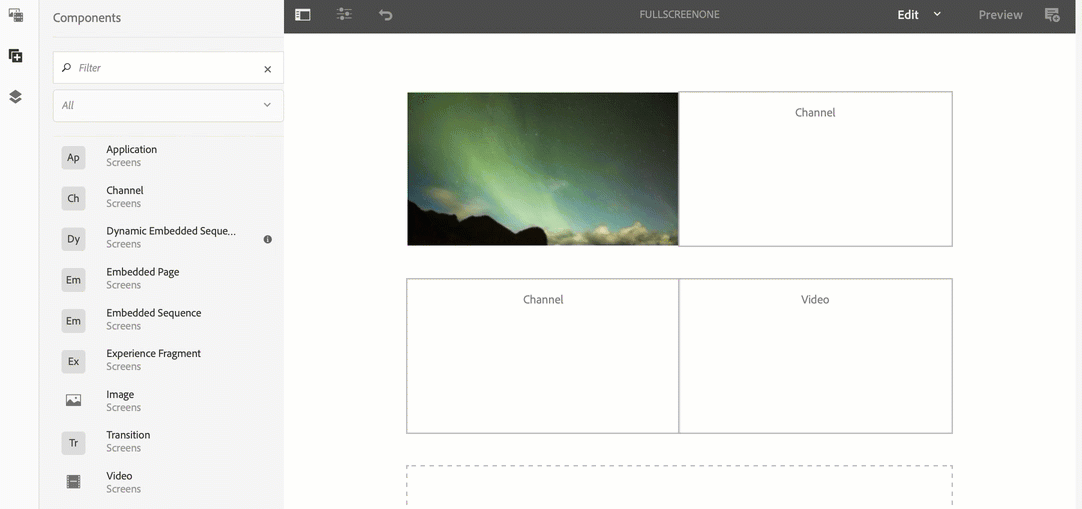 Components
FULLSCREENONE
Edit
Preview
Filter
All
Ap
Application
Screens
Ch
Channel
Screens
Dy
Dynamic Embedded Seque...
Screens
Em
Embedded Page
Screens
Em
Embedded Sequence
Screens
Ex
Experience Fragment
Screens
Image
Screens
Tr
Transition
Screens
Video
Screens
Channel
Channel
Video